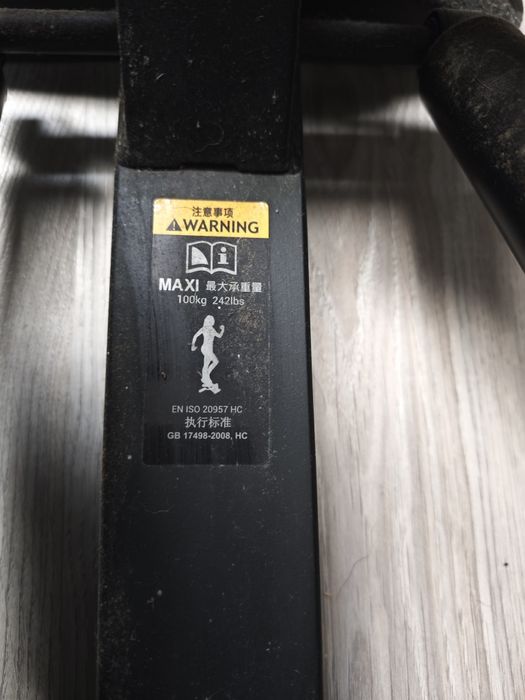 注意事项
WARNING
MAXI 最大承重量
100kg 242lbs
EN ISO 20957 HC
执行标准
GB 17498-2008, HC